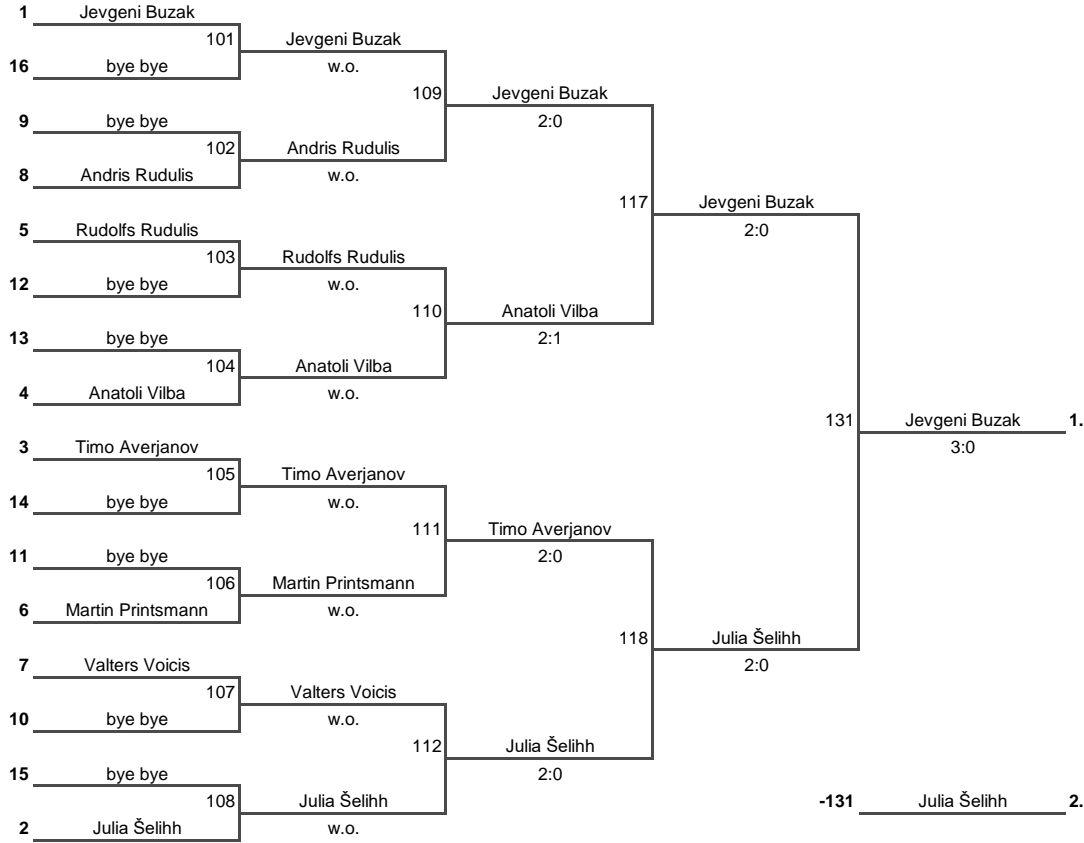 1 Jevgeni Buzak
101 Jevgeni Buzak
16 bye bye w.o.
109 Jevgeni Buzak
9 bye bye 2:0
102 Andris Rudulis
8 Andris Rudulis w.o.
117 Jevgeni Buzak
5 Rudolfs Rudulis 2:0
103 Rudolfs Rudulis
12 bye bye w.o.
110 Anatoli Vilba
13 bye bye 2:1
104 Anatoli Vilba
4 Anatoli Vilba w.o.
131 Jevgeni Buzak 1.
3 Timo Averjanov 3:0
105 Timo Averjanov
14 bye bye w.o.
111 Timo Averjanov
11 bye bye 2:0
106 Martin Printsmann
6 Martin Printsmann w.o.
118 Julia Šelihh
7 Valters Voicis 2:0
107 Valters Voicis
10 bye bye w.o.
112 Julia Šelihh
15 bye bye 2:0
108 Julia Šelihh -131 Julia Šelihh 2.
2 Julia Šelihh w.o.